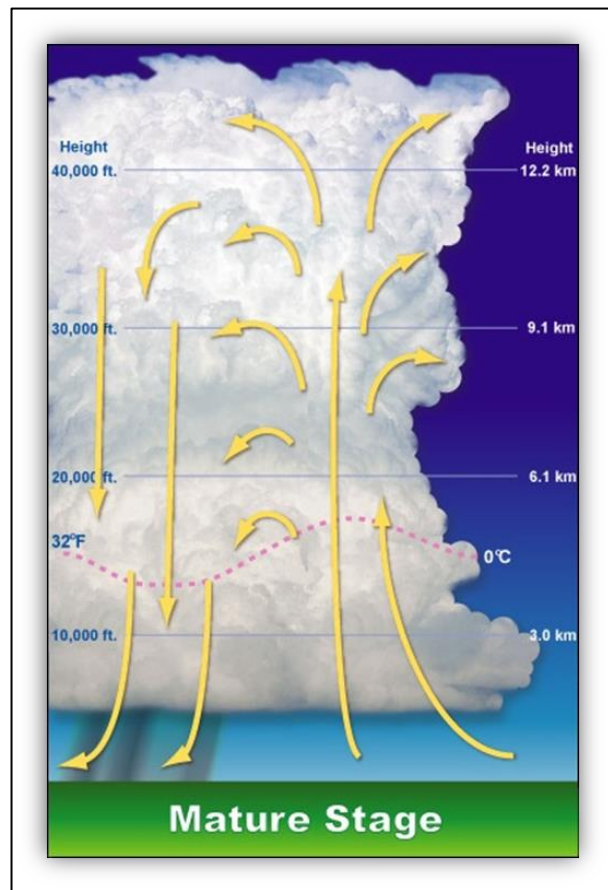 Height
40,000 ft.
Height
12.2 km
30,000 ft.
9.1 km
20,000 ft.
6.1 km
32°F
0°C
10,000 ft.
3.0 km
Mature Stage